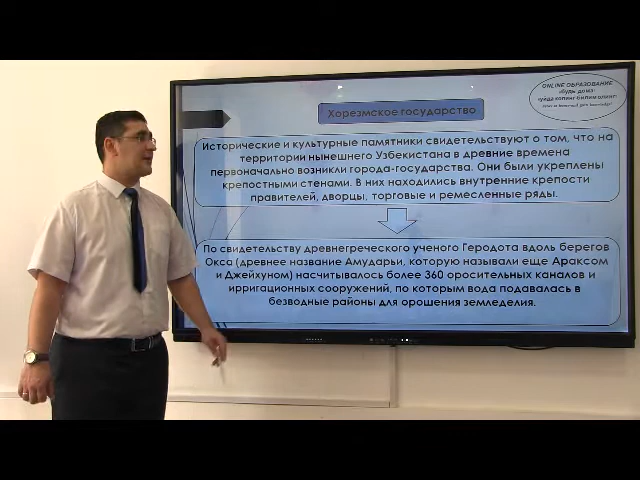 ONLINE ОБРАЗОВАНИЕ
«Будь дома-
Хорезмское государство
Исторические и культурные памятники свидетельствуют о том, что на
территории нынешнего Узбекистана в древние времена
первоначально возникли города-государства. Они были укреплены
крепостными стенами. В них находились внутренние крепости
правителей, дворцы, торговые и ремесленные ряды.
По свидетельству древнегреческого ученого Геродота вдоль берегов
Окса (древнее название Амударьи, которую называли еще Араксом
и Джейхуном) насчитывалось более 360 оросительных каналов и
ирригационных сооружений, по которым вода подавалась в
безводные районы для орошения земледелия.